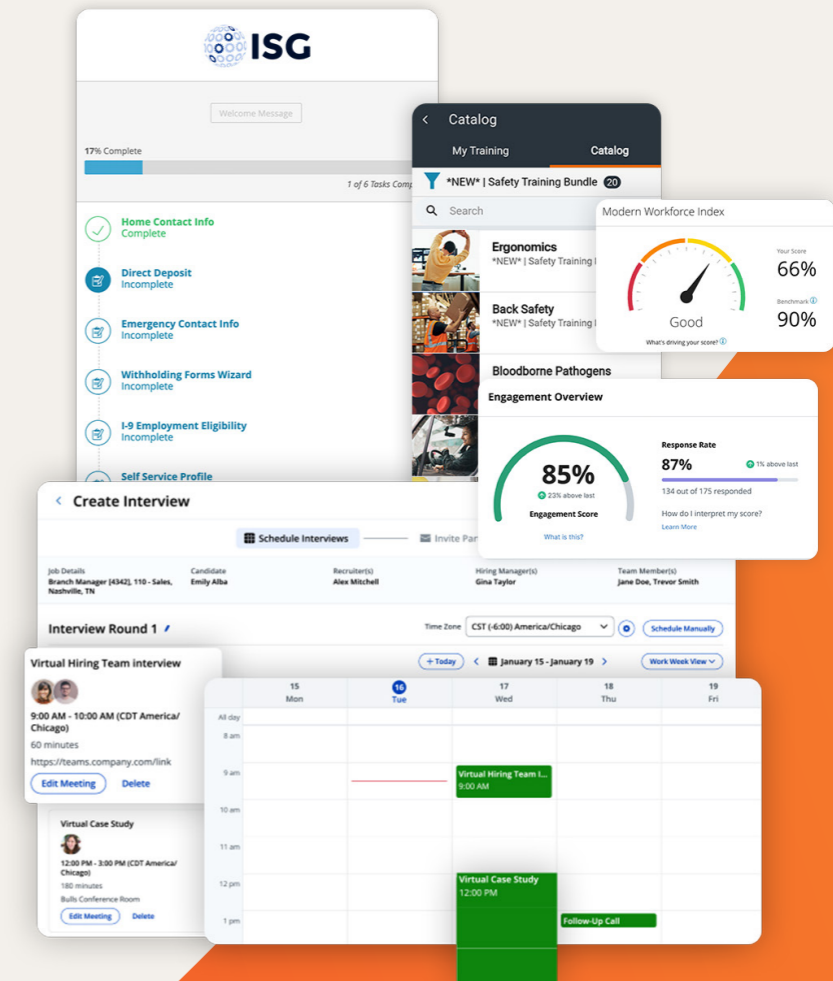 ISG
Welcome Message
17% Complete
1 of 6 Tasks
Home Contact Info
Complete
Direct Deposit
Incomplete
Emergency Contact Info
Incomplete
Withholding Forms Wizard
Incomplete
I-9 Employment Eligibility
Incomplete
Self Service Profile
Catalog
My Training
Catalog
*NEW* | Safety Training Bundle 20
Search
Ergonomics
*NEW* | Safety Training
Back Safety
*NEW* | Safety Training
Bloodborne Pathogens
Modern Workforce Index
Good
What's driving your score?
Your Score
66%
Benchmark
90%
Engagement Overview
85%
23% above last
Engagement Score
What is this?
Response Rate
87%
1% above last
134 out of 175 responded
How do I interpret my score?
Learn More
Create Interview
Schedule Interviews
Invite
Job Details
Branch Manager [4342], 110 - Sales,
Nashville, TN
Candidate
Emily Alba
Recruiter(s)
Alex Mitchell
Hiring Manager(s)
Gina Taylor
Team Member(s)
Jane Doe, Trevor Smith
Interview Round 1
Time Zone
CST (-6:00) America/Chicago
Schedule Manually
+ Today
January 15 - January 19
Work Week View
Virtual Hiring Team interview
9:00 AM - 10:00 AM (CDT America/
Chicago)
60 minutes
https://teams.company.com/link
Edit Meeting
Delete
Virtual Case Study
12:00 PM - 3:00 PM (CDT America/
Chicago)
180 minutes
Bulls Conference Room
Edit Meeting
Delete
15
Mon
16
Tue
17
Wed
18
Thu
19
Fri
All day
8 am
9 am
10 am
11 am
12 pm
1 pm
Virtual Hiring Team I...
9:00 AM
Virtual Case Study
12:00 PM
Follow-Up Call